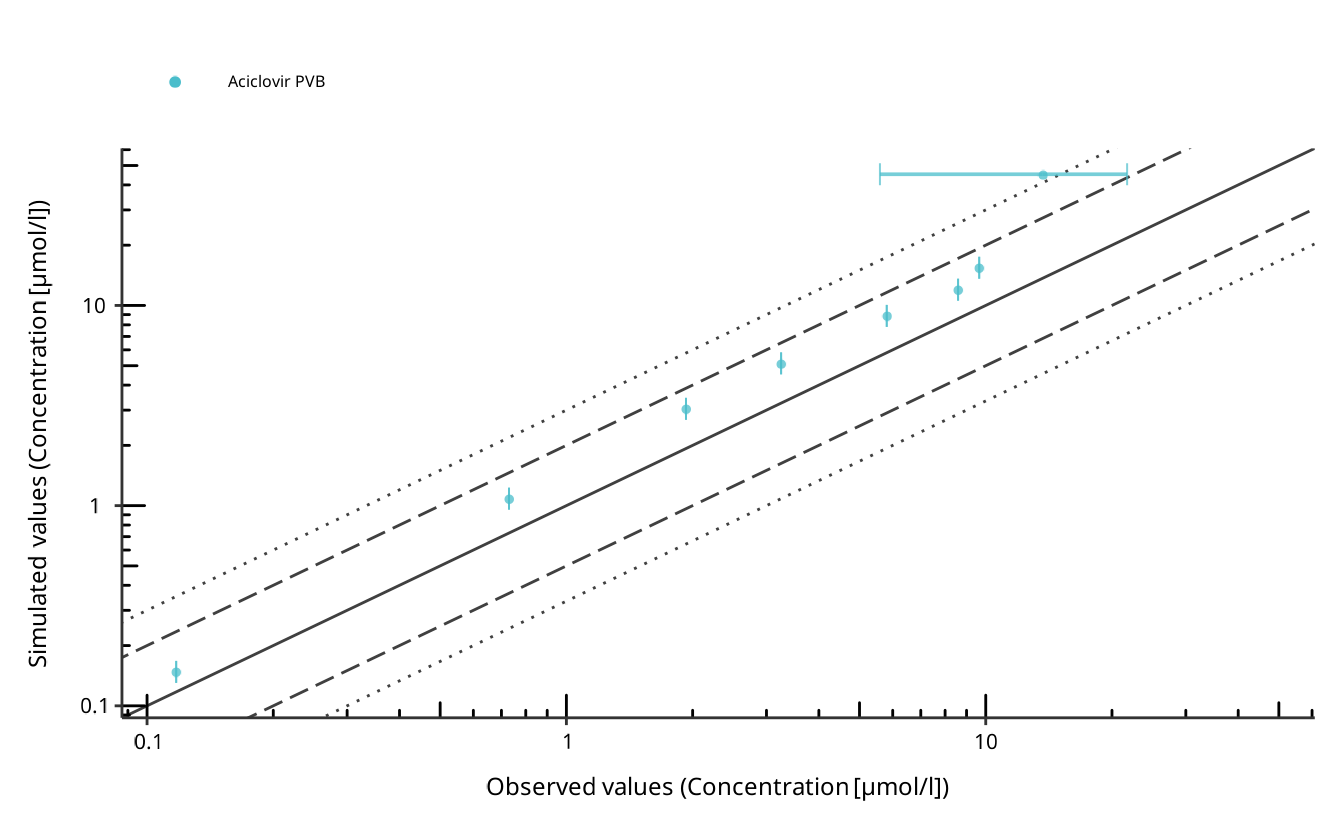 Aciclovir PVB
Simulated values (Concentration [µmol/l])
10
1
0.1
0.1
1
10
Observed values (Concentration [µmol/l])